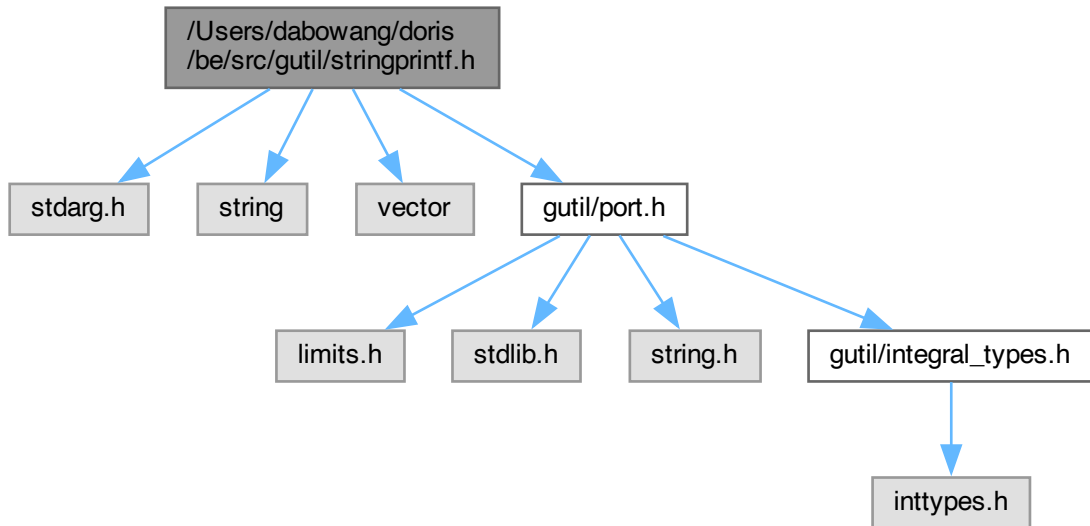 /Users/dabowang/doris
/be/src/gutil/stringprintf.h
stdarg.h
string
vector
gutil/port.h
limits.h
stdlib.h
string.h
gutil/integral_types.h
inttypes.h